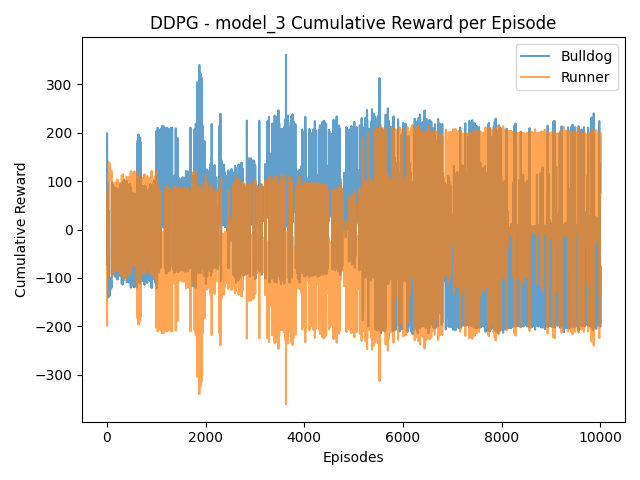 DDPG - model_3 Cumulative Reward per Episode
Bulldog
Runner
Cumulative Reward
300
200
100
0
−100
−200
−300
0 2000 4000 6000 8000 10000
Episodes